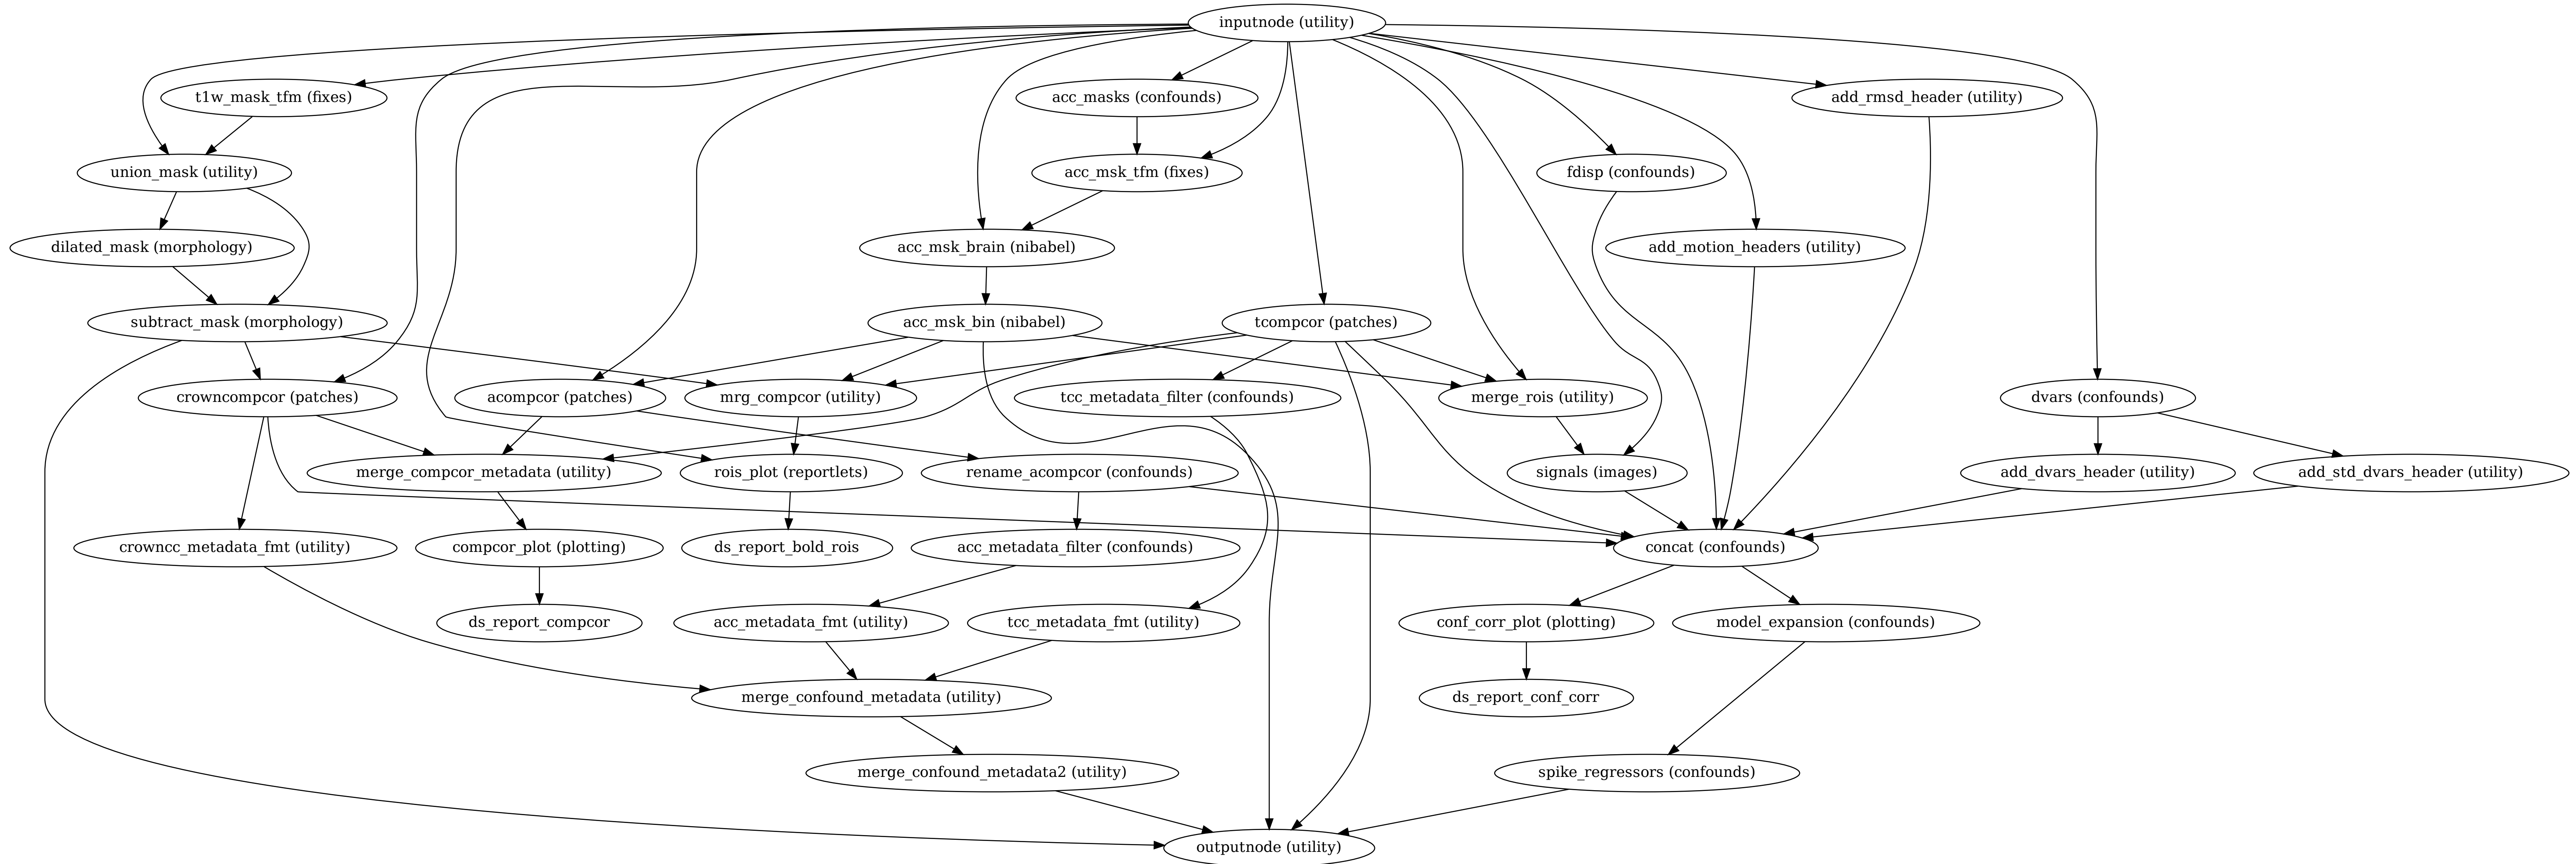 inputnode (utility)
t1w_mask_tfm (fixes)
acc_masks (confounds)
add_rmsd_header (utility)
union_mask (utility)
acc_msk_tfm (fixes)
fdisp (confounds)
dilated_mask (morphology)
acc_msk_brain (nibabel)
add_motion_headers (utility)
subtract_mask (morphology)
acc_msk_bin (nibabel)
tcompcor (patches)
crowncompcor (patches)
acompcor (patches)
mrg_compcor (utility)
tcc_metadata_filter (confounds)
merge_rois (utility)
dvars (confounds)
merge_compcor_metadata (utility)
rois_plot (reportlets)
rename_acompcor (confounds)
signals (images)
add_dvars_header (utility)
add_std_dvars_header (utility)
crowncc_metadata_fmt (utility)
compcor_plot (plotting)
ds_report_bold_rois
acc_metadata_filter (confounds)
concat (confounds)
ds_report_compcor
acc_metadata_fmt (utility)
tcc_metadata_fmt (utility)
conf_corr_plot (plotting)
model_expansion (confounds)
merge_confound_metadata (utility)
ds_report_conf_corr
merge_confound_metadata2 (utility)
spike_regressors (confounds)
outputnode (utility)